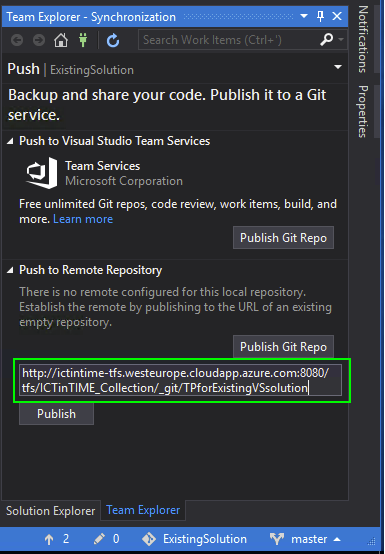 Team Explorer - Synchronization
Search Work Items (Ctrl+')
Push | ExistingSolution
Backup and share your code. Publish it to a Git
service.
Push to Visual Studio Team Services
Team Services
Microsoft Corporation
Free unlimited Git repos, code review, work items, build, and
more. Learn more
Publish Git Repo
Push to Remote Repository
There is no remote configured for this local repository.
Establish the remote by publishing to the URL of an existing
empty repository.
Publish Git Repo
http://ictintime-tfs.westeurope.cloudapp.azure.com:8080/
tfs/ICTinTIME_Collection/_git/TPforExistingVSsolution
Publish
Solution Explorer Team Explorer
2 0 ExistingSolution master
Notifications
Properties